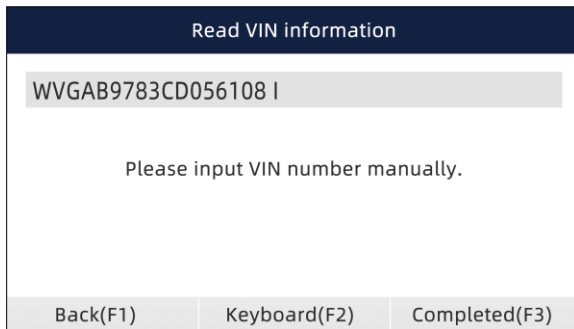 Read VIN information
WVGAB9783CD056108 I
Please input VIN number manually.
Back(F1) Keyboard(F2) Completed(F3)